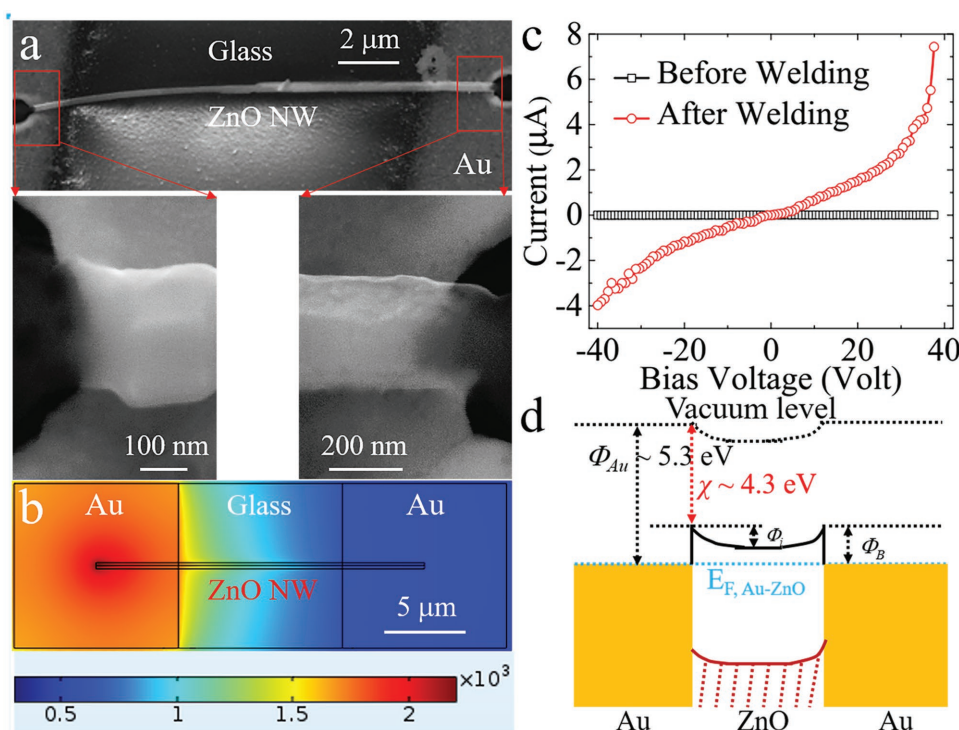 a
Glass
2 μm
ZnO NW
Au
100 nm
200 nm
b
Au
Glass
Au
ZnO NW
5 μm
×10³
0.5
1
1.5
2
c
8
6
4
2
0
-2
-4
Current (μA)
Before Welding
After Welding
-40
-20
0
20
40
Bias Voltage (Volt)
d
Vacuum level
Φ_Au ~ 5.3 eV
χ ~ 4.3 eV
Φ_i
Φ_B
E_F, Au-ZnO
Au
ZnO
Au